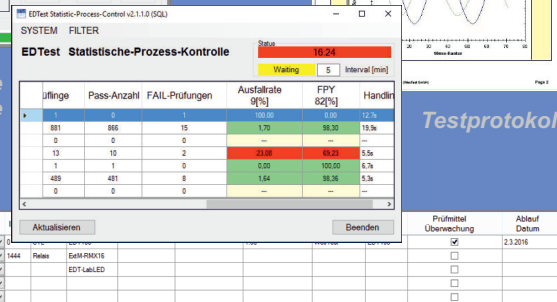 EDTest Statistic-Process-Control v2.1.1.0 (SQL)
SYSTEM FILTER
EDTest Statistische-Prozess-Kontrolle
Status
16:24
Waiting 5 Interval [min]
üflinge Pass-Anzahl FAIL-Prüfungen Ausfallrate 9[%] FPY 82[%] Handlin
1 0 1 100,00 0,00 12,7s
881 866 15 1,70 98,30 19,9s
0 0 0 --- --- ---
13 10 2 23,08 69,23 5,5s
1 1 0 0,00 100,00 6,7s
489 481 8 1,64 98,36 5,3s
0 0 0 --- --- ---
Aktualisieren Beenden
Page 2
Testprotokol
Prüfmittel Überwachung Ablauf Datum
2.3.2016
1444 Relais ExtM-RMX16
EDT-LabLED